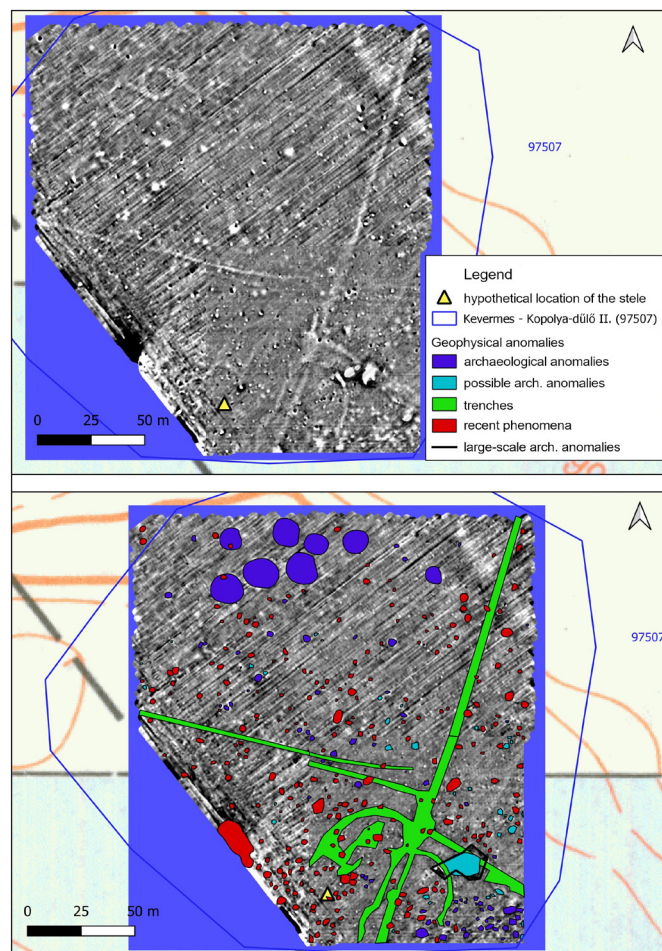 97507
Legend
hypothetical location of the stele
Kevermes - Kopolya-dűlő II. (97507)
Geophysical anomalies
archaeological anomalies
possible arch. anomalies
trenches
recent phenomena
large-scale arch. anomalies
0 25 50 m
97507
0 25 50 m